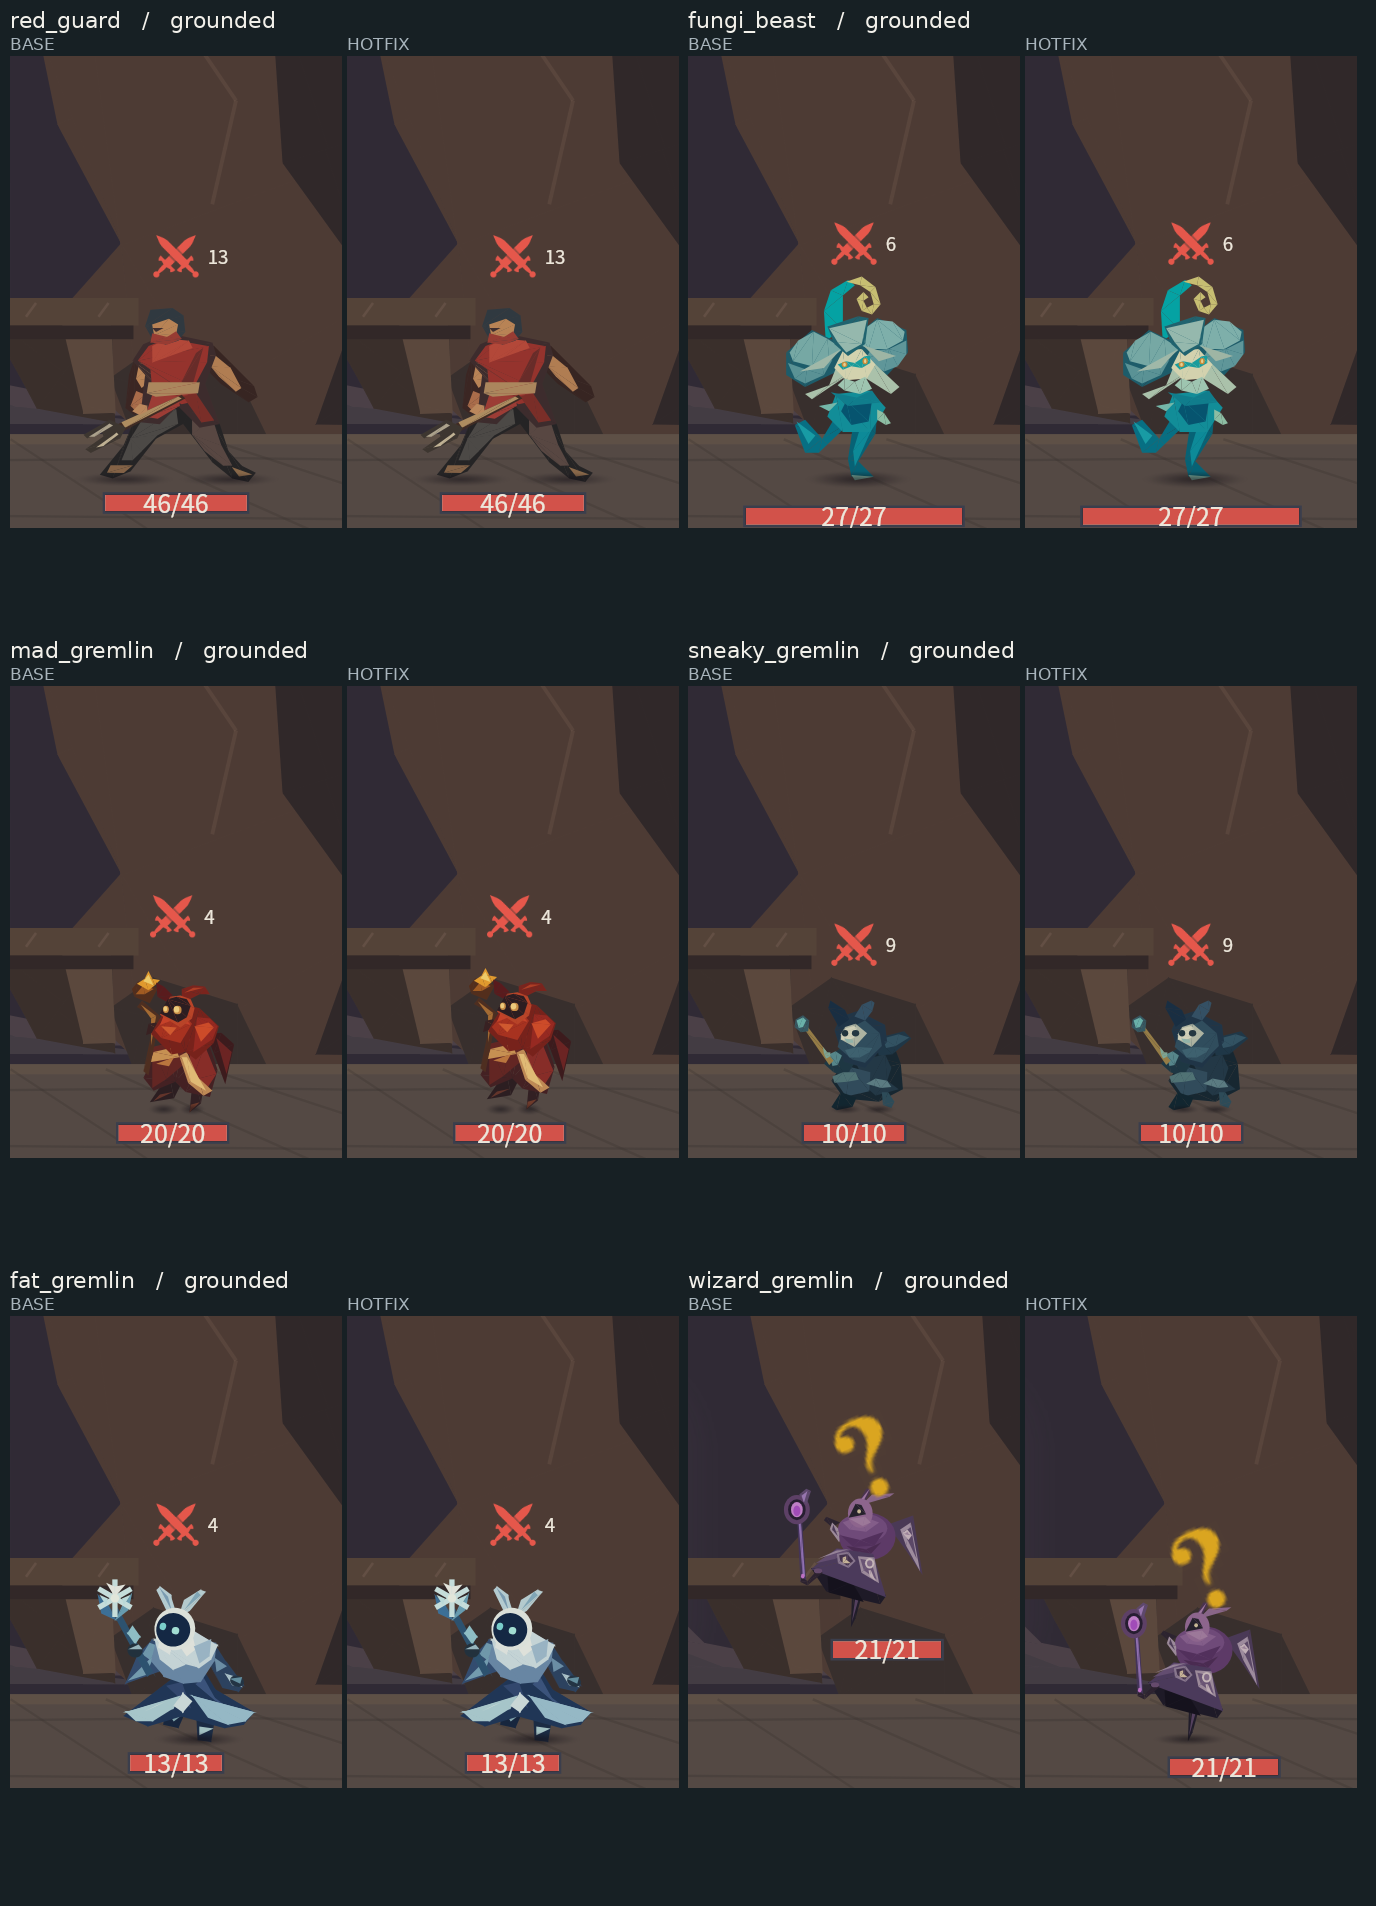 red_guard / grounded
BASE
HOTFIX
13
13
46/46
46/46
fungi_beast / grounded
BASE
HOTFIX
6
6
27/27
27/27
mad_gremlin / grounded
BASE
HOTFIX
4
4
20/20
20/20
sneaky_gremlin / grounded
BASE
HOTFIX
9
9
10/10
10/10
fat_gremlin / grounded
BASE
HOTFIX
4
4
13/13
13/13
wizard_gremlin / grounded
BASE
HOTFIX
?
?
21/21
21/21